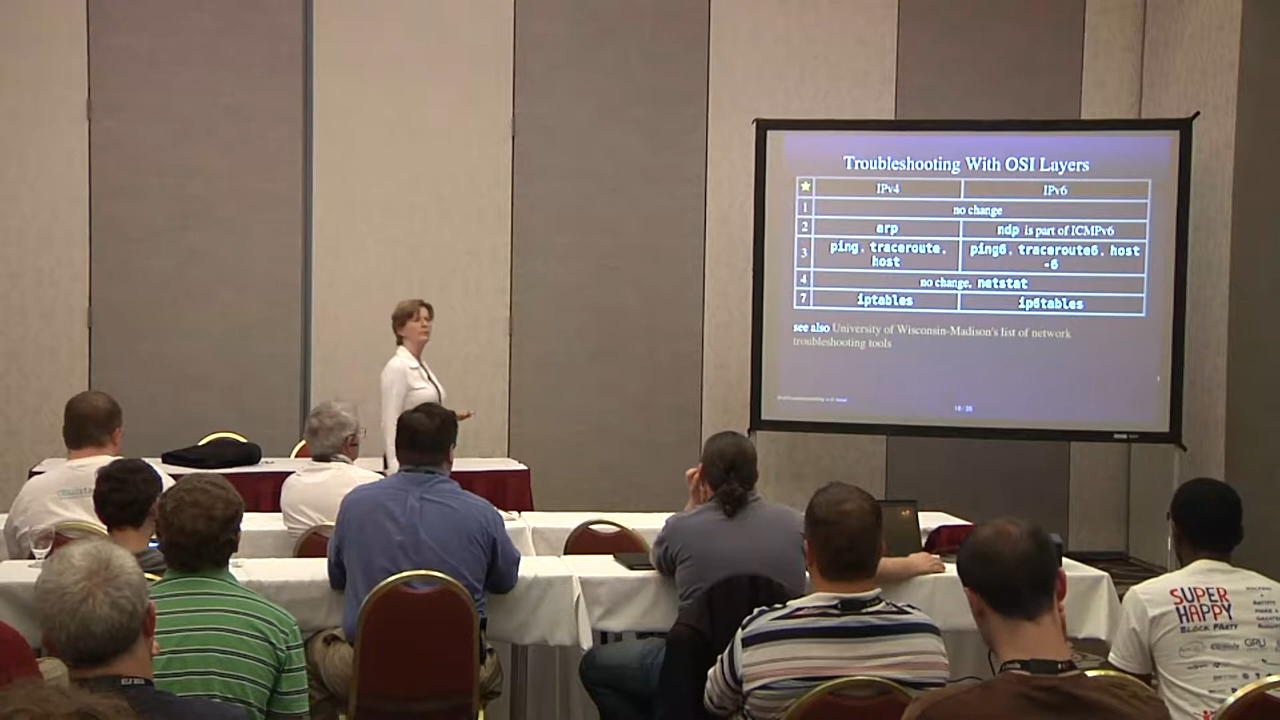 Troubleshooting With OSI Layers
IPv4 IPv6
1 no change
2 arp ndp is part of ICMPv6
3 ping, traceroute, host ping6, traceroute6, host -6
4 no change, netstat
7 iptables ip6tables
see also University of Wisconsin-Madison's list of network
troubleshooting tools
SUPER
HAPPY
BLOCK PARTY
GRU